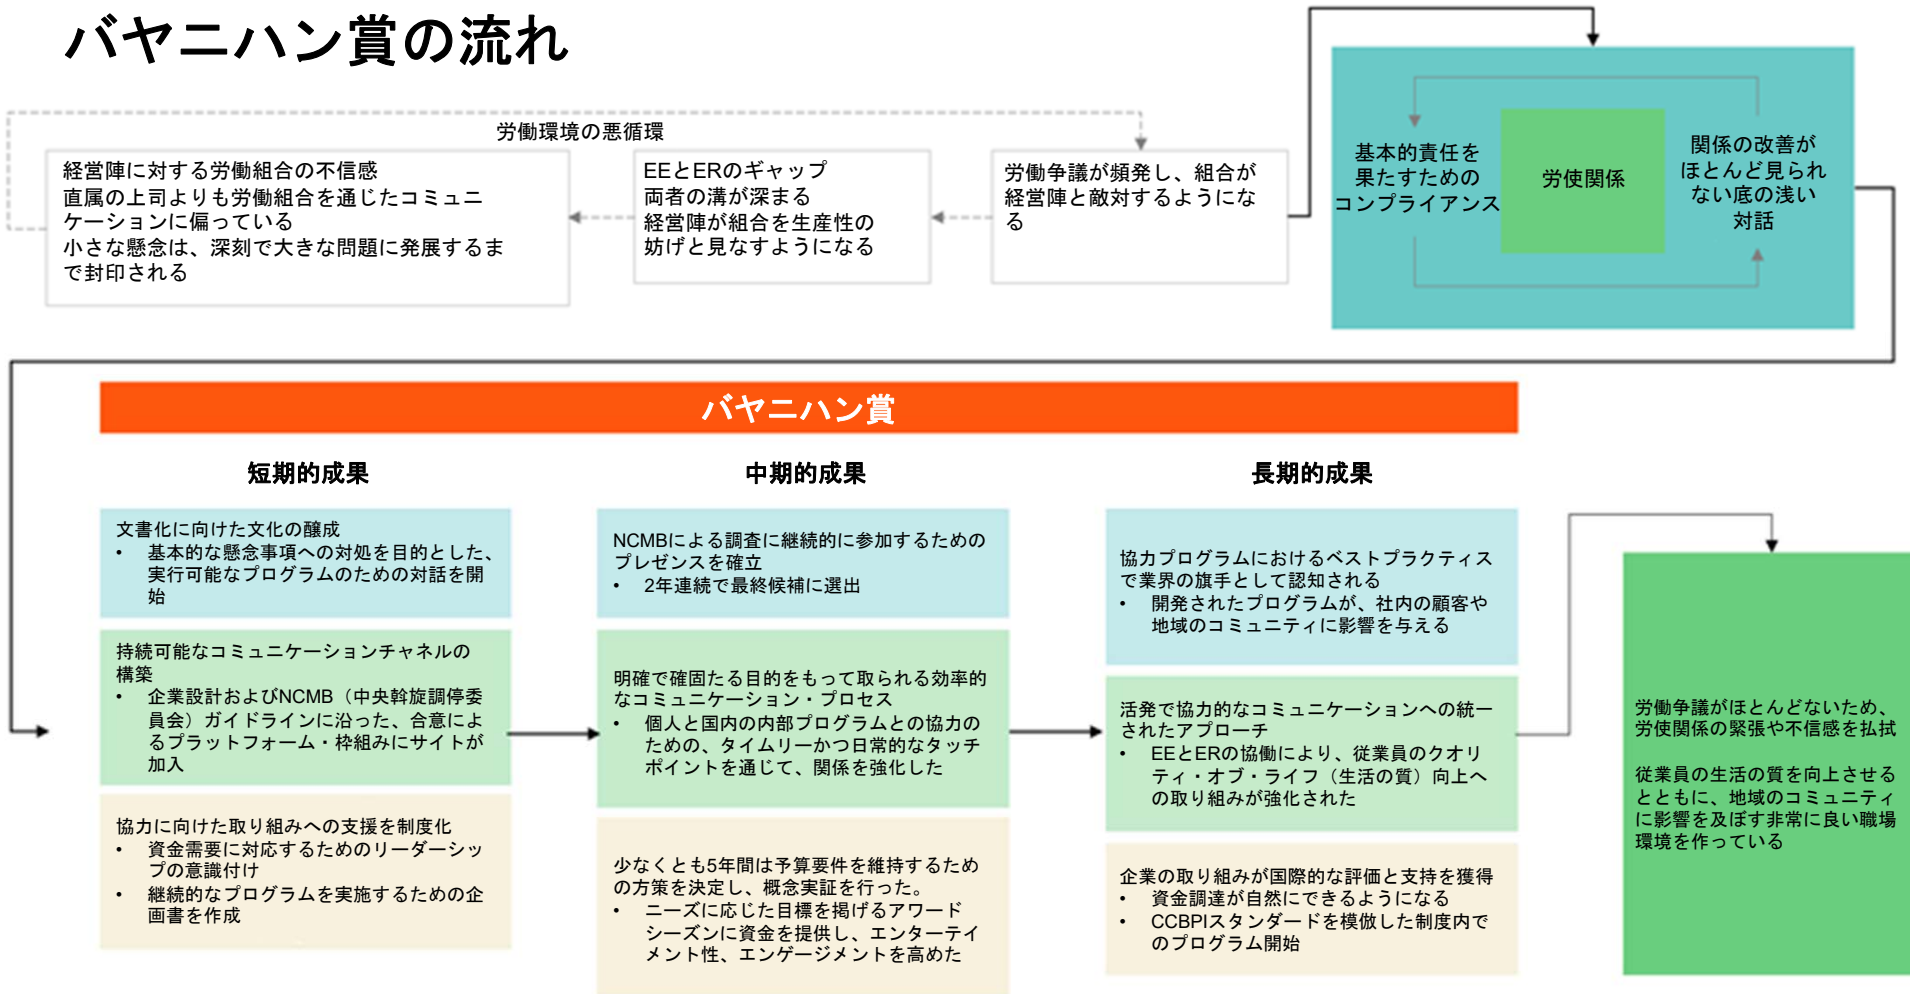 バヤニハン賞の流れ
労働環境の悪循環
経営陣に対する労働組合の不信感
直属の上司よりも労働組合を通じたコミュニ
ケーションに偏っている
小さな懸念は、深刻で大きな問題に発展するま
で封印される
EEとERのギャップ
両者の溝が深まる
経営陣が組合を生産性の
妨げと見なすようになる
労働争議が頻発し、組合が
経営陣と敵対するようにな
る
基本的責任を
果たすための
コンプライアンス
労使関係
関係の改善が
ほとんど見られ
ない底の浅い
対話
バヤニハン賞
短期的成果
文書化に向けた文化の醸成
• 基本的な懸念事項への対処を目的とした、
実行可能なプログラムのための対話を開
始
持続可能なコミュニケーションチャネルの
構築
• 企業設計およびNCMB（中央斡旋調停委
員会）ガイドラインに沿った、合意によ
るプラットフォーム・枠組みにサイトが
加入
協力に向けた取り組みへの支援を制度化
• 資金需要に対応するためのリーダーシッ
プの意識付け
• 継続的なプログラムを実施するための企
画書を作成
中期的成果
NCMBによる調査に継続的に参加するための
プレゼンスを確立
• 2年連続で最終候補に選出
明確で確固たる目的をもって取られる効率的
なコミュニケーション・プロセス
• 個人と国内の内部プログラムとの協力の
ための、タイムリーかつ日常的なタッチ
ポイントを通じて、関係を強化した
少なくとも5年間は予算要件を維持するため
の方策を決定し、概念実証を行った。
• ニーズに応じた目標を掲げるアワード
シーズンに資金を提供し、エンターテイ
メント性、エンゲージメントを高めた
長期的成果
協力プログラムにおけるベストプラクティス
で業界の旗手として認知される
• 開発されたプログラムが、社内の顧客や
地域のコミュニティに影響を与える
活発で協力的なコミュニケーションへの統一
されたアプローチ
• EEとERの協働により、従業員のクオリ
ティ・オブ・ライフ（生活の質）向上へ
の取り組みが強化された
企業の取り組みが国際的な評価と支持を獲得
• 資金調達が自然にできるようになる
• CCBPIスタンダードを模倣した制度内で
のプログラム開始
労働争議がほとんどないため、
労使関係の緊張や不信感を払拭
従業員の生活の質を向上させる
とともに、地域のコミュニティ
に影響を及ぼす非常に良い職場
環境を作っている